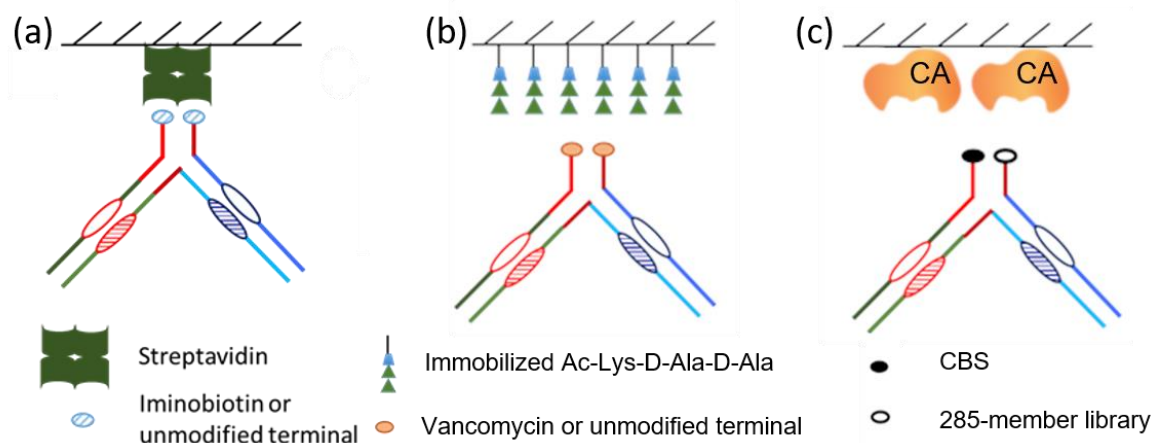 (a)
(b)
(c)
CA
CA
Streptavidin
Iminobiotin or
unmodified terminal
Immobilized Ac-Lys-D-Ala-D-Ala
Vancomycin or unmodified terminal
CBS
285-member library